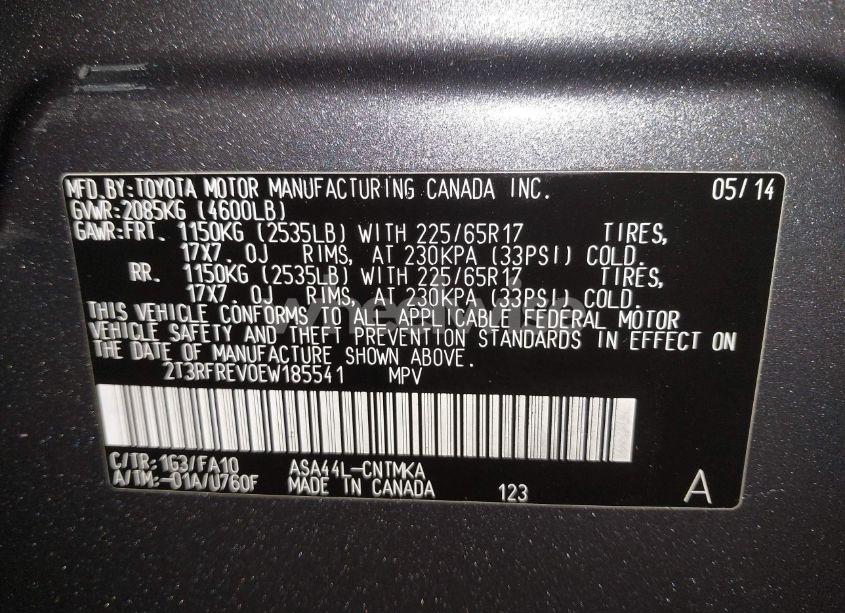 MFD.BY:TOYOTA MOTOR MANUFACTURING CANADA INC. 05/14
GVWR:2085KG (4600LB)
GAWR:FRT. 1150KG (2535LB) WITH 225/65R17 TIRES,
17X7.0J RIMS, AT 230KPA (33PSI) COLD.
RR. 1150KG (2535LB) WITH 225/65R17 TIRES,
17X7.0J RIMS, AT 230KPA (33PSI) COLD.
THIS VEHICLE CONFORMS TO ALL APPLICABLE FEDERAL MOTOR
VEHICLE SAFETY AND THEFT PREVENTION STANDARDS IN EFFECT ON
THE DATE OF MANUFACTURE SHOWN ABOVE.
2T3RFREV0EW185541 MPV
C/TR:1G3/FA10 ASA44L-CNTMKA
A/TM:-01A/U760F MADE IN CANADA 123 A